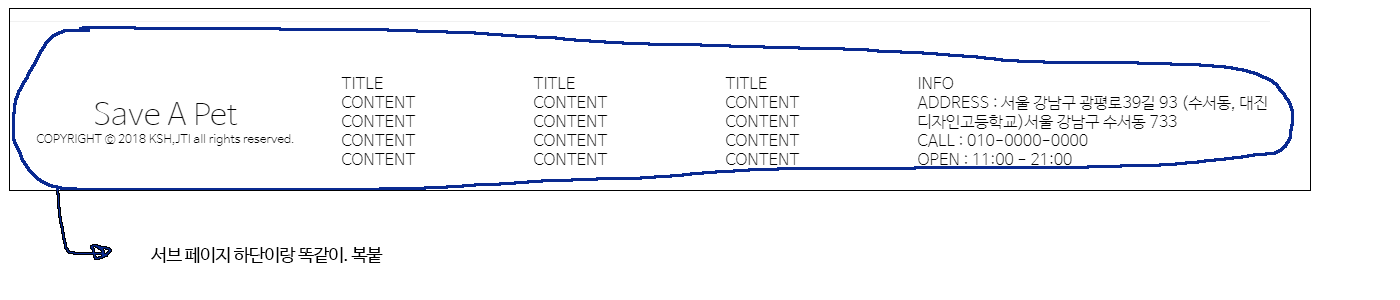 Save A Pet
COPYRIGHT © 2018 KSH,JTI all rights reserved.
TITLE
CONTENT
CONTENT
CONTENT
CONTENT
TITLE
CONTENT
CONTENT
CONTENT
CONTENT
TITLE
CONTENT
CONTENT
CONTENT
CONTENT
INFO
ADDRESS : 서울 강남구 광평로39길 93 (수서동, 대진
디자인고등학교)서울 강남구 수서동 733
CALL : 010-0000-0000
OPEN : 11:00 - 21:00
서브 페이지 하단이랑 똑같이. 복붙